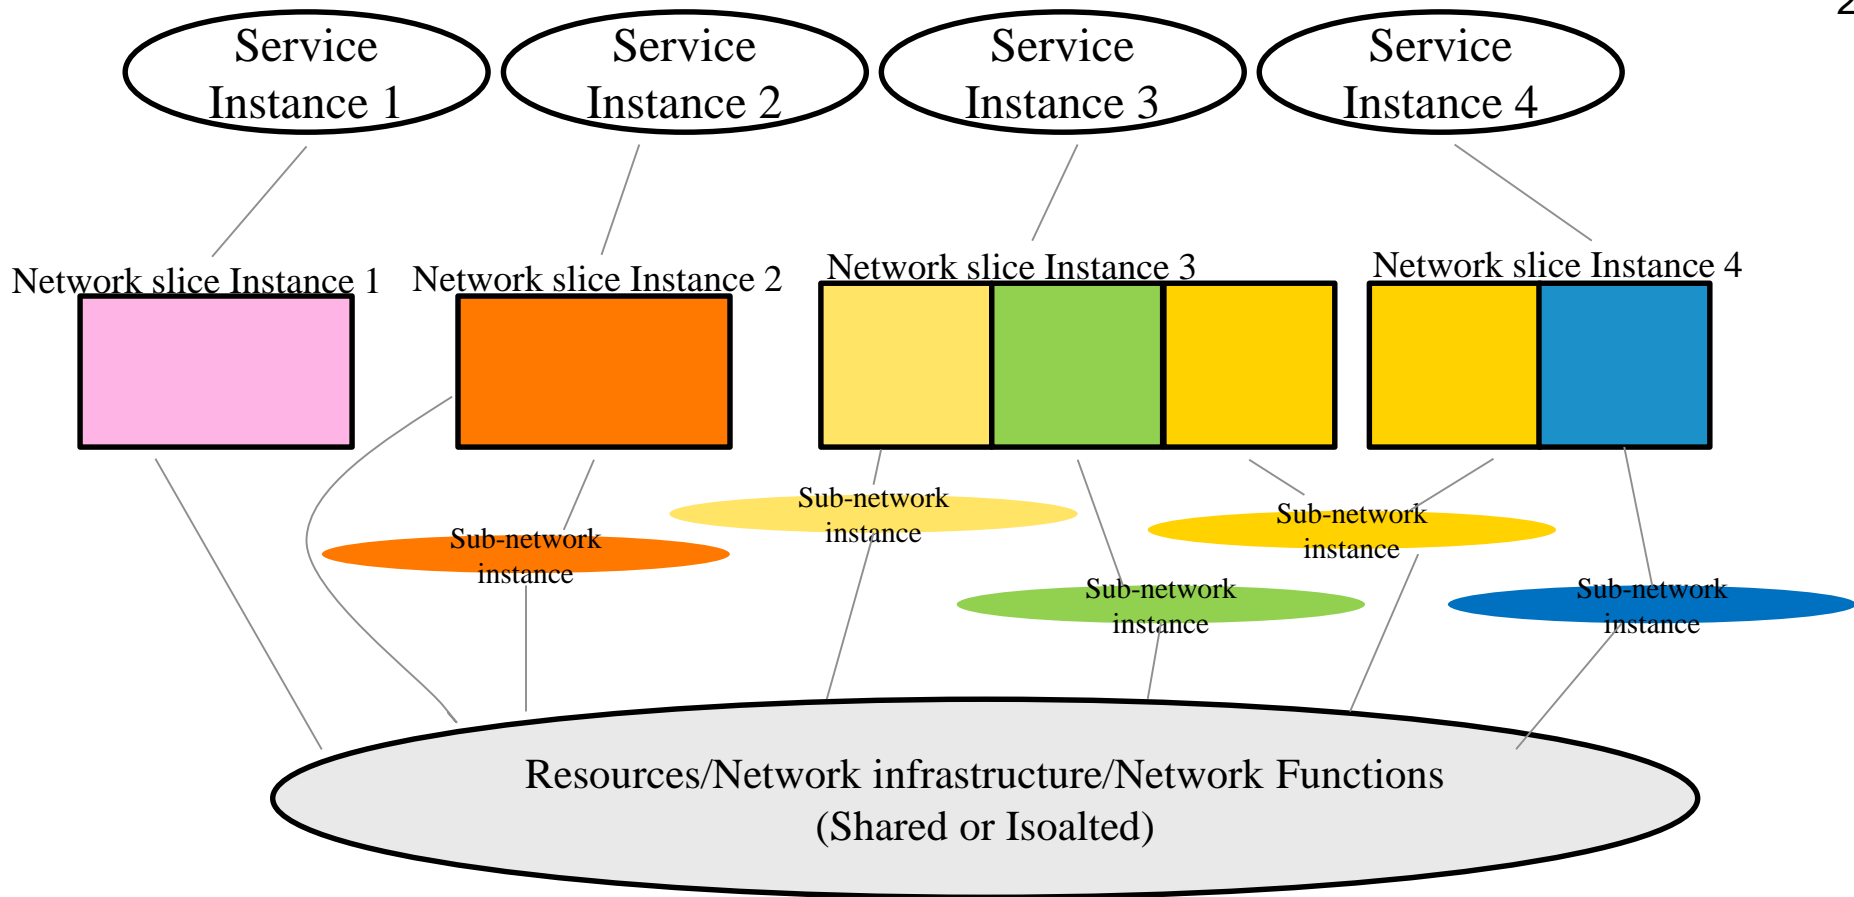 2
Service
Instance 1
Service
Instance 2
Service
Instance 3
Service
Instance 4
Network slice Instance 1
Network slice Instance 2
Network slice Instance 3
Network slice Instance 4
Sub-network
instance
Sub-network
instance
Sub-network
instance
Sub-network
instance
Sub-network
instance
Resources/Network infrastructure/Network Functions
(Shared or Isoalted)